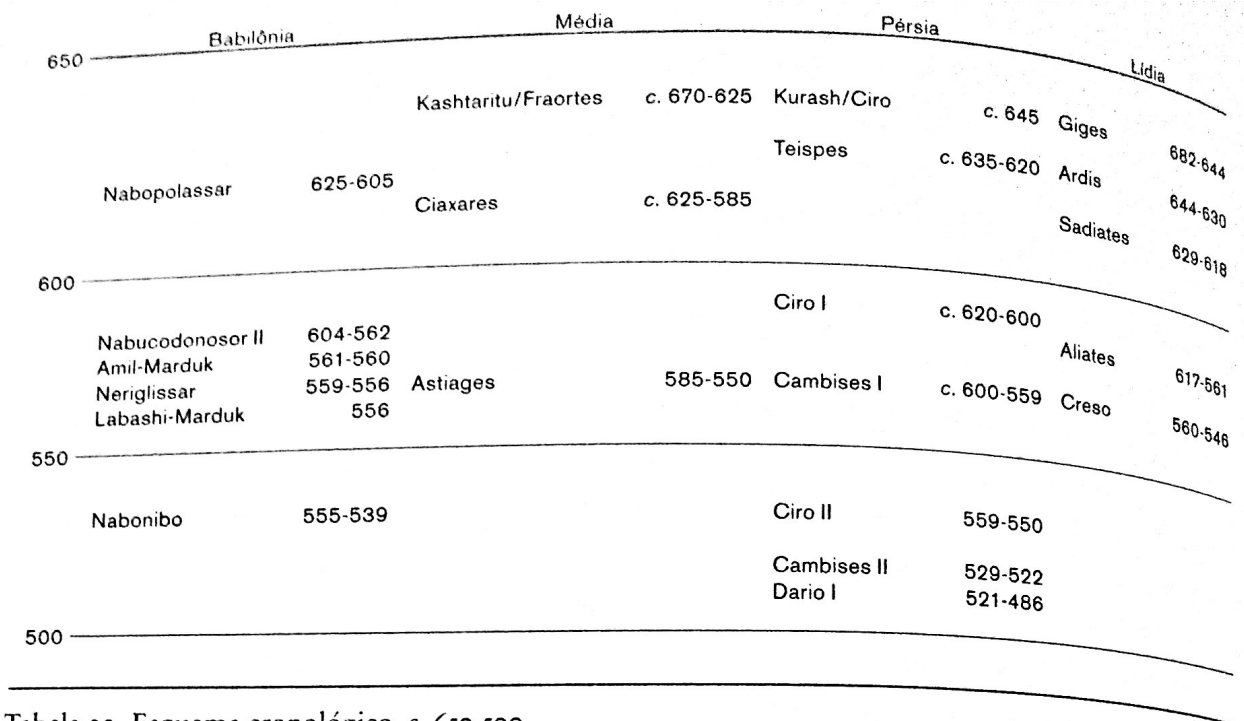 Babilônia Média Pérsia Lídia
650
Kashtaritu/Fraortes c. 670-625 Kurash/Ciro c. 645 Giges 682-644
Teispes c. 635-620 Ardis 644-630
Nabopolassar 625-605 Ciaxares c. 625-585 Sadiates 629-618
600
Ciro I c. 620-600
Nabucodonosor II 604-562 Aliates 617-561
Amil-Marduk 561-560
Neriglissar 559-556 Astiages 585-550 Cambises I c. 600-559 Creso 560-546
Labashi-Marduk 556
550
Nabonibo 555-539 Ciro II 559-550
Cambises II 529-522
Dario I 521-486
500
Esquema cronológico, c.